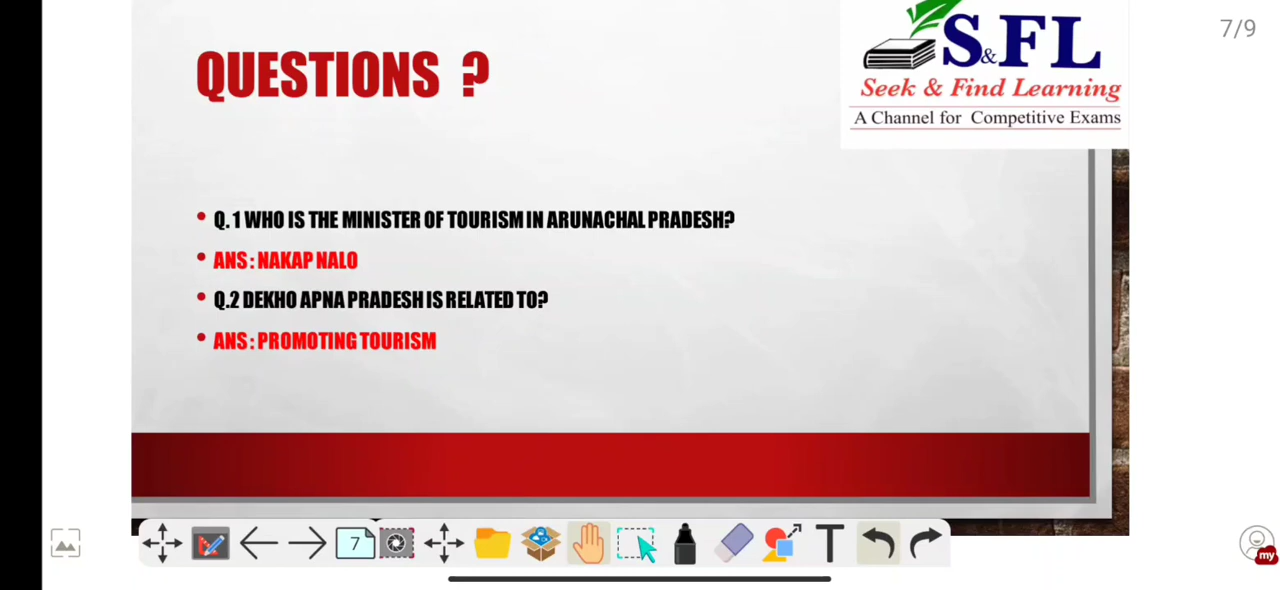 7/9
S&FL
Seek & Find Learning
A Channel for Competitive Exams
QUESTIONS ?
• Q.1 WHO IS THE MINISTER OF TOURISM IN ARUNACHAL PRADESH?
• ANS : NAKAP NALO
• Q.2 DEKHO APNA PRADESH IS RELATED TO?
• ANS : PROMOTING TOURISM
7
T
my